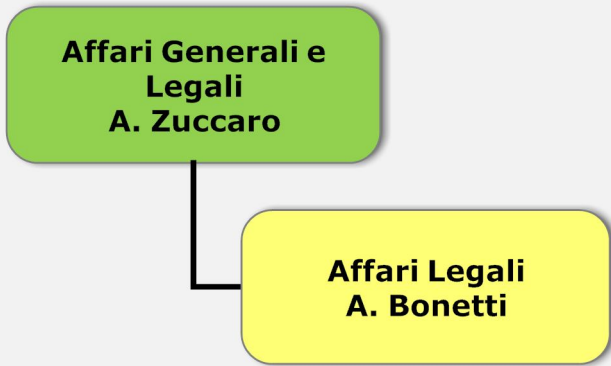 Affari Generali e
Legali
A. Zuccaro
Affari Legali
A. Bonetti